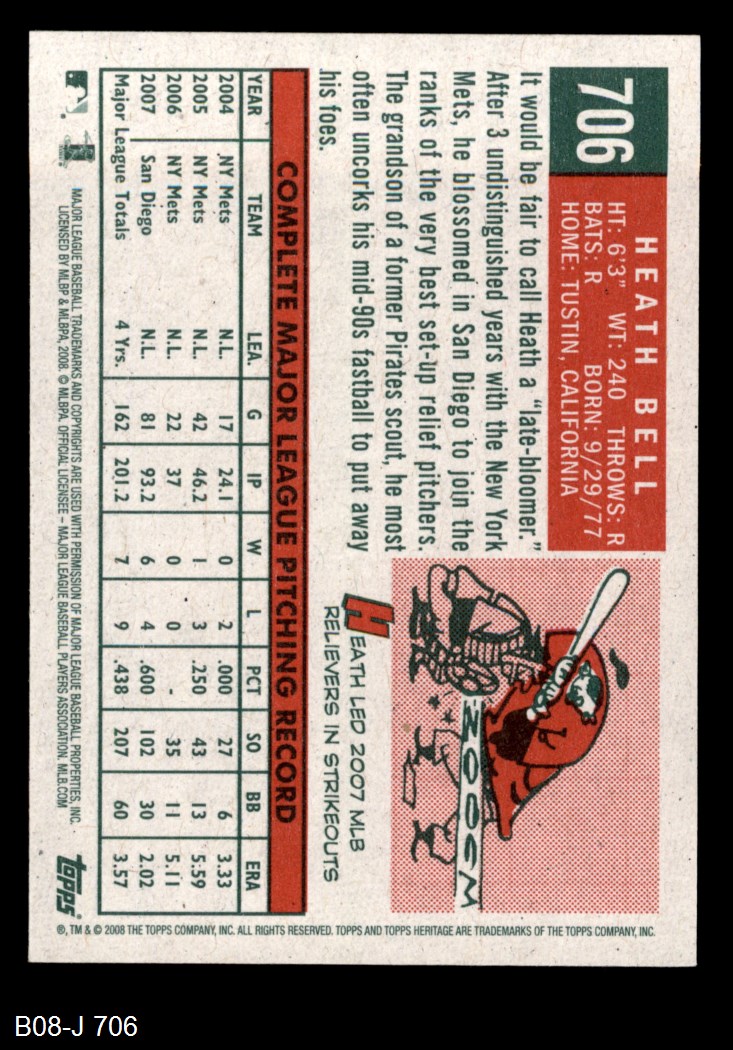 706
HEATH BELL
HT: 6'3" WT: 240 THROWS: R
BATS: R BORN: 9/29/77
HOME: TUSTIN, CALIFORNIA
It would be fair to call Heath a "late-bloomer."
After 3 undistinguished years with the New York
Mets, he blossomed in San Diego to join the
ranks of the very best set-up relief pitchers.
The grandson of a former Pirates scout, he most
often uncorks his mid-90s fastball to put away
his foes.
ZOOOM
HEATH LED 2007 MLB
RELIEVERS IN STRIKEOUTS
COMPLETE MAJOR LEAGUE PITCHING RECORD
YEAR TEAM LEA. G IP W L PCT SO BB ERA
2004 NY Mets N.L. 17 24.1 0 2 .000 27 6 3.33
2005 NY Mets N.L. 42 46.2 1 3 .250 43 13 5.59
2006 NY Mets N.L. 22 37 0 0 - 35 11 5.11
2007 San Diego N.L. 81 93.2 6 4 .600 102 30 2.02
Major League Totals 4 Yrs. 162 201.2 7 9 .438 207 60 3.57
MAJOR LEAGUE BASEBALL TRADEMARKS AND COPYRIGHTS ARE USED WITH PERMISSION OF MAJOR LEAGUE BASEBALL PROPERTIES, INC.
LICENSED BY MLBP & MLBPA, 2008. © MLBPA. OFFICIAL LICENSEE – MAJOR LEAGUE BASEBALL PLAYERS ASSOCIATION. MLB.COM
topps
®, TM & © 2008 THE TOPPS COMPANY, INC. ALL RIGHTS RESERVED. TOPPS AND TOPPS HERITAGE ARE TRADEMARKS OF THE TOPPS COMPANY, INC.
B08-J 706